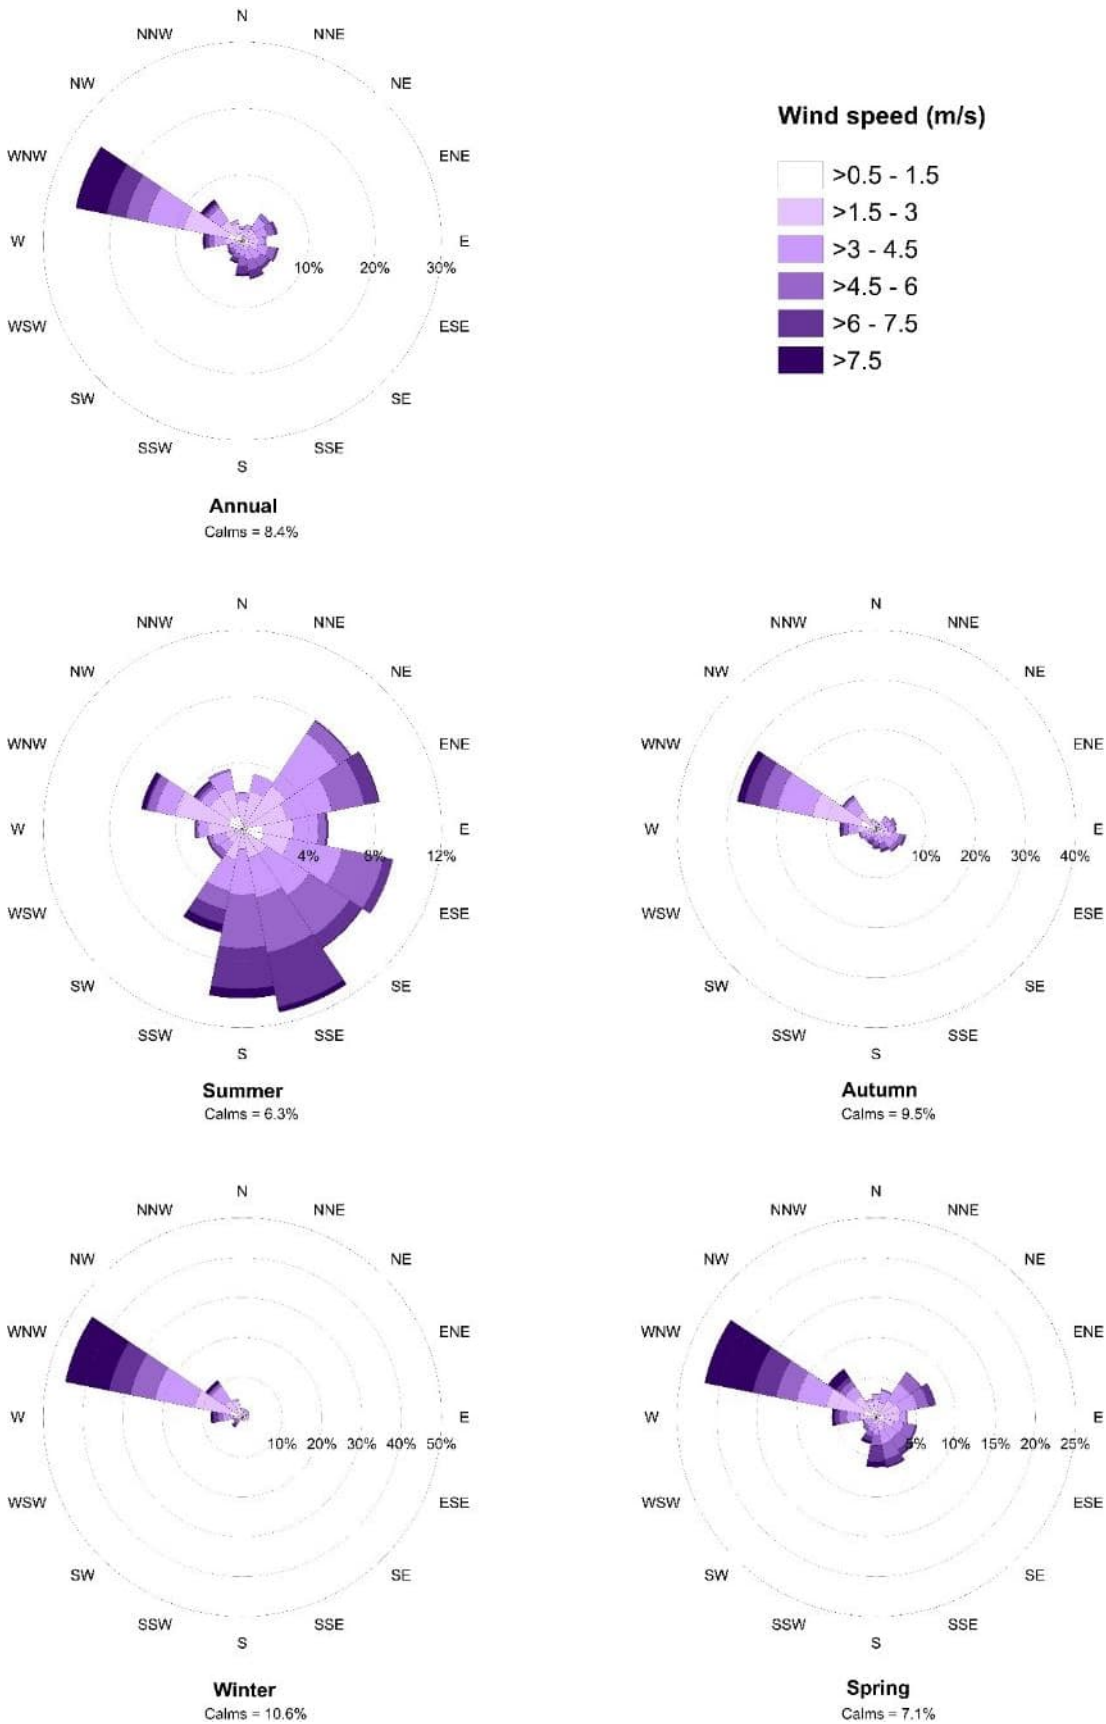 N
NNW NNE
NW NE
WNW ENE
W E
10% 20% 30%
WSW ESE
SW SE
SSW SSE
S
Annual
Calms = 8.4%
Wind speed (m/s)
>0.5 - 1.5
>1.5 - 3
>3 - 4.5
>4.5 - 6
>6 - 7.5
>7.5
N
NNW NNE
NW NE
WNW ENE
W E
4% 8% 12%
WSW ESE
SW SE
SSW SSE
S
Summer
Calms = 6.3%
N
NNW NNE
NW NE
WNW ENE
W E
10% 20% 30% 40%
WSW ESE
SW SE
SSW SSE
S
Autumn
Calms = 9.5%
N
NNW NNE
NW NE
WNW ENE
W E
10% 20% 30% 40% 50%
WSW ESE
SW SE
SSW SSE
S
Winter
Calms = 10.6%
N
NNW NNE
NW NE
WNW ENE
W E
5% 10% 15% 20% 25%
WSW ESE
SW SE
SSW SSE
S
Spring
Calms = 7.1%